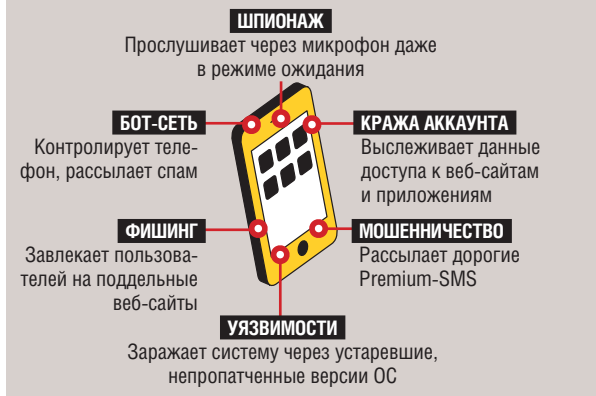 ШПИОНАЖ
Прослушивает через микрофон даже
в режиме ожидания
БОТ-СЕТЬ
Контролирует теле-
фон, рассылает спам
КРАЖА АККАУНТА
Выслеживает данные
доступа к веб-сайтам
и приложениям
ФИШИНГ
Завлекает пользова-
телей на поддельные
веб-сайты
МОШЕННИЧЕСТВО
Рассылает дорогие
Premium-SMS
УЯЗВИМОСТИ
Заражает систему через устаревшие,
непропатченные версии ОС